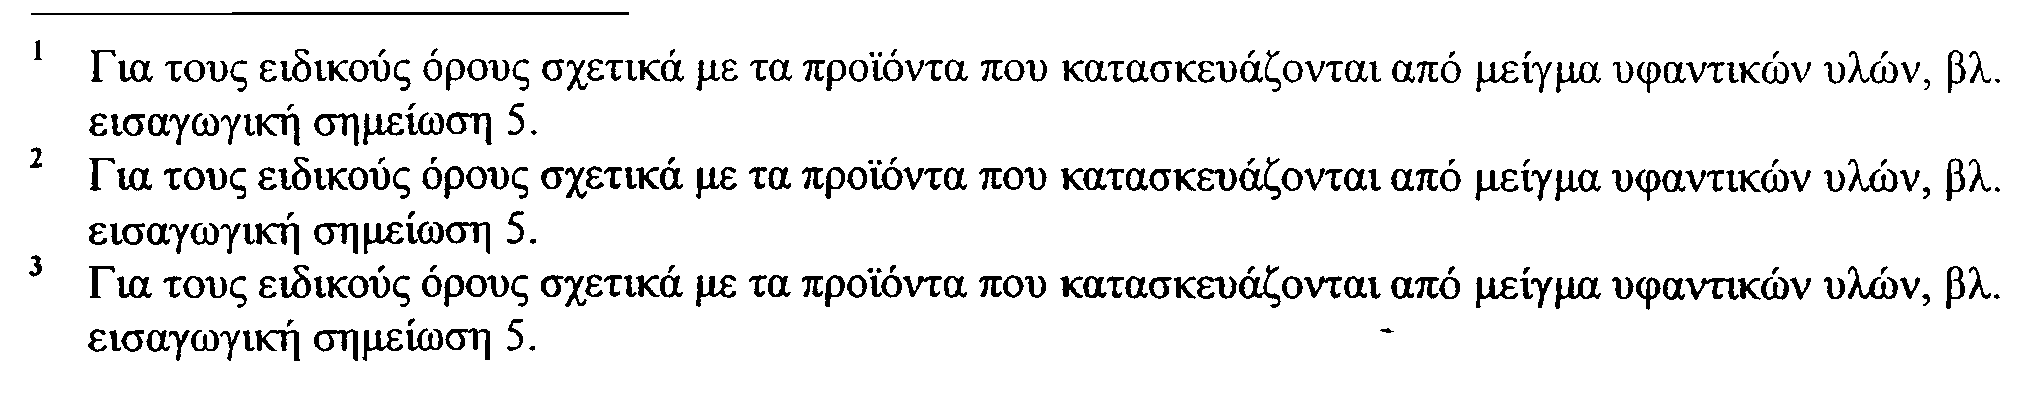 1 Για τους ειδικούς όρους σχετικά με τα προϊόντα που κατασκευάζονται από μείγμα υφαντικών υλών, βλ.
εισαγωγική σημείωση 5.
2 Για τους ειδικούς όρους σχετικά με τα προϊόντα που κατασκευάζονται από μείγμα υφαντικών υλών, βλ.
εισαγωγική σημείωση 5.
3 Για τους ειδικούς όρους σχετικά με τα προϊόντα που κατασκευάζονται από μείγμα υφαντικών υλών, βλ.
εισαγωγική σημείωση 5.